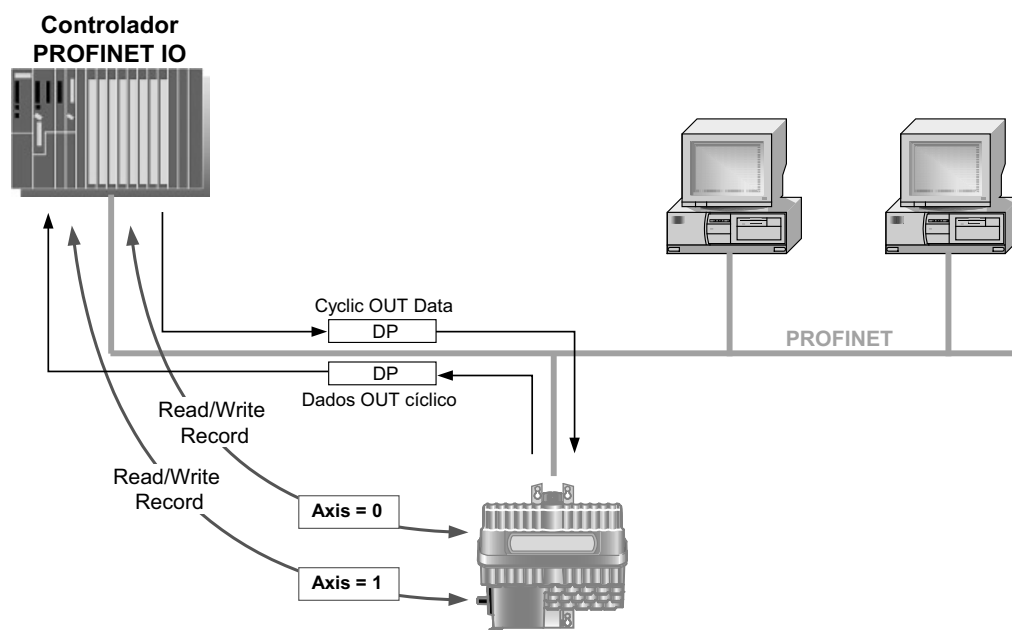 Controlador
PROFINET IO
Cyclic OUT Data
DP
PROFINET
DP
Dados OUT cíclico
Read/Write
Record
Read/Write
Record
Axis = 0
Axis = 1